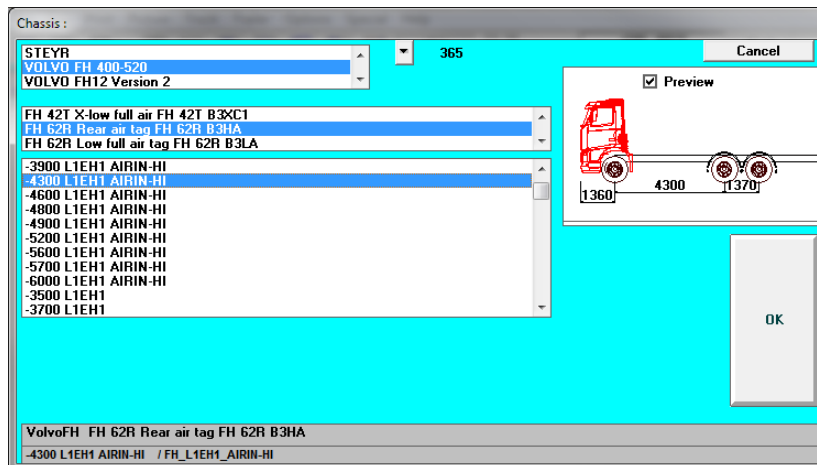 Chassis :
STEYR
VOLVO FH 400-520
VOLVO FH12 Version 2
365
Cancel
Preview
FH 42T X-low full air FH 42T B3XC1
FH 62R Rear air tag FH 62R B3HA
FH 62R Low full air tag FH 62R B3LA
-3900 L1EH1 AIRIN-HI
-4300 L1EH1 AIRIN-HI
-4600 L1EH1 AIRIN-HI
-4800 L1EH1 AIRIN-HI
-4900 L1EH1 AIRIN-HI
-5200 L1EH1 AIRIN-HI
-5600 L1EH1 AIRIN-HI
-5700 L1EH1 AIRIN-HI
-6000 L1EH1 AIRIN-HI
-3500 L1EH1
-3700 L1EH1
1360 4300 1370
OK
VolvoFH FH 62R Rear air tag FH 62R B3HA
-4300 L1EH1 AIRIN-HI / FH_L1EH1_AIRIN-HI